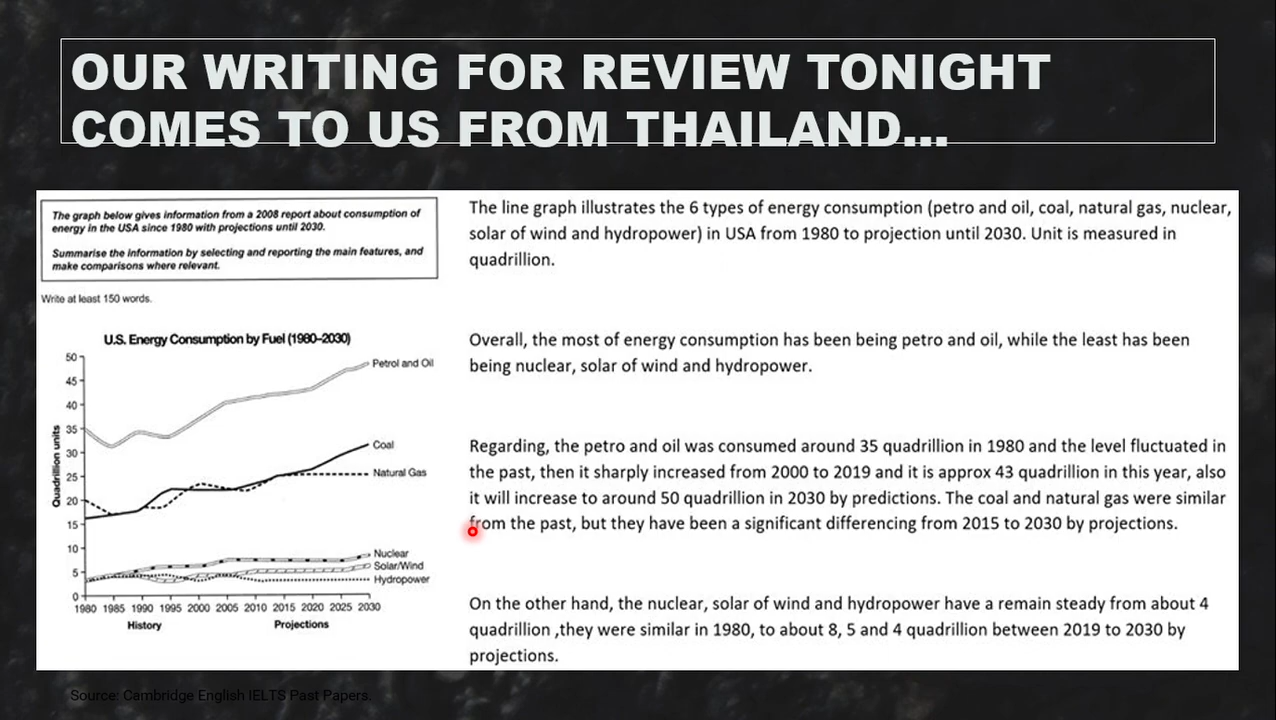 OUR WRITING FOR REVIEW TONIGHT
COMES TO US FROM THAILAND...
The graph below gives information from a 2008 report about consumption of
energy in the USA since 1980 with projections until 2030.
Summarise the information by selecting and reporting the main features, and
make comparisons where relevant.
Write at least 150 words.
U.S. Energy Consumption by Fuel (1980–2030)
Quadrillion units
50
45
40
35
30
25
20
15
10
5
0
Petrol and Oil
Coal
Natural Gas
Nuclear
Solar/Wind
Hydropower
1980 1985 1990 1995 2000 2005 2010 2015 2020 2025 2030
History Projections
The line graph illustrates the 6 types of energy consumption (petro and oil, coal, natural gas, nuclear,
solar of wind and hydropower) in USA from 1980 to projection until 2030. Unit is measured in
quadrillion.
Overall, the most of energy consumption has been being petro and oil, while the least has been
being nuclear, solar of wind and hydropower.
Regarding, the petro and oil was consumed around 35 quadrillion in 1980 and the level fluctuated in
the past, then it sharply increased from 2000 to 2019 and it is approx 43 quadrillion in this year, also
it will increase to around 50 quadrillion in 2030 by predictions. The coal and natural gas were similar
from the past, but they have been a significant differencing from 2015 to 2030 by projections.
On the other hand, the nuclear, solar of wind and hydropower have a remain steady from about 4
quadrillion ,they were similar in 1980, to about 8, 5 and 4 quadrillion between 2019 to 2030 by
projections.
Source: Cambridge English IELTS Past Papers.